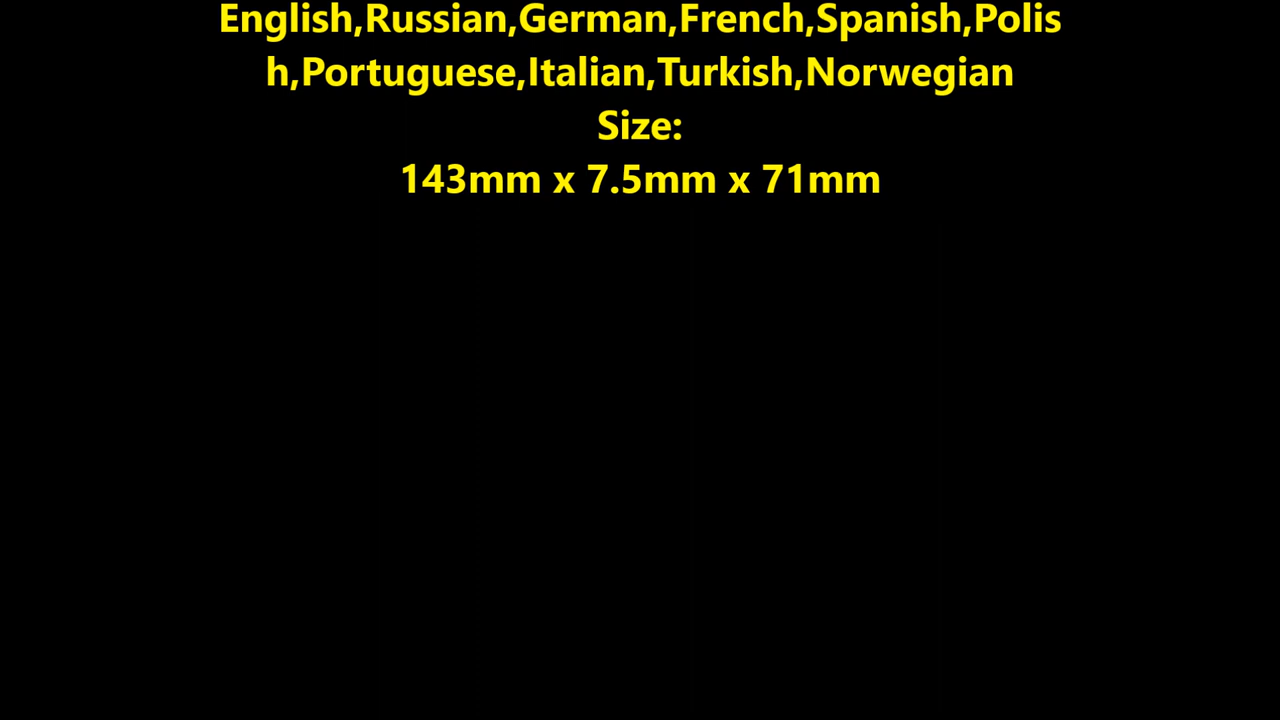 English,Russian,German,French,Spanish,Polis
h,Portuguese,Italian,Turkish,Norwegian
Size:
143mm x 7.5mm x 71mm